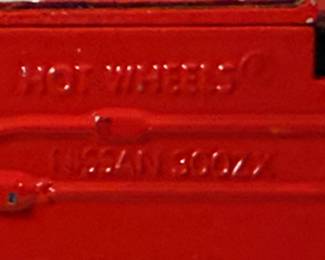 HOT WHEELS®
NISSAN 300ZX